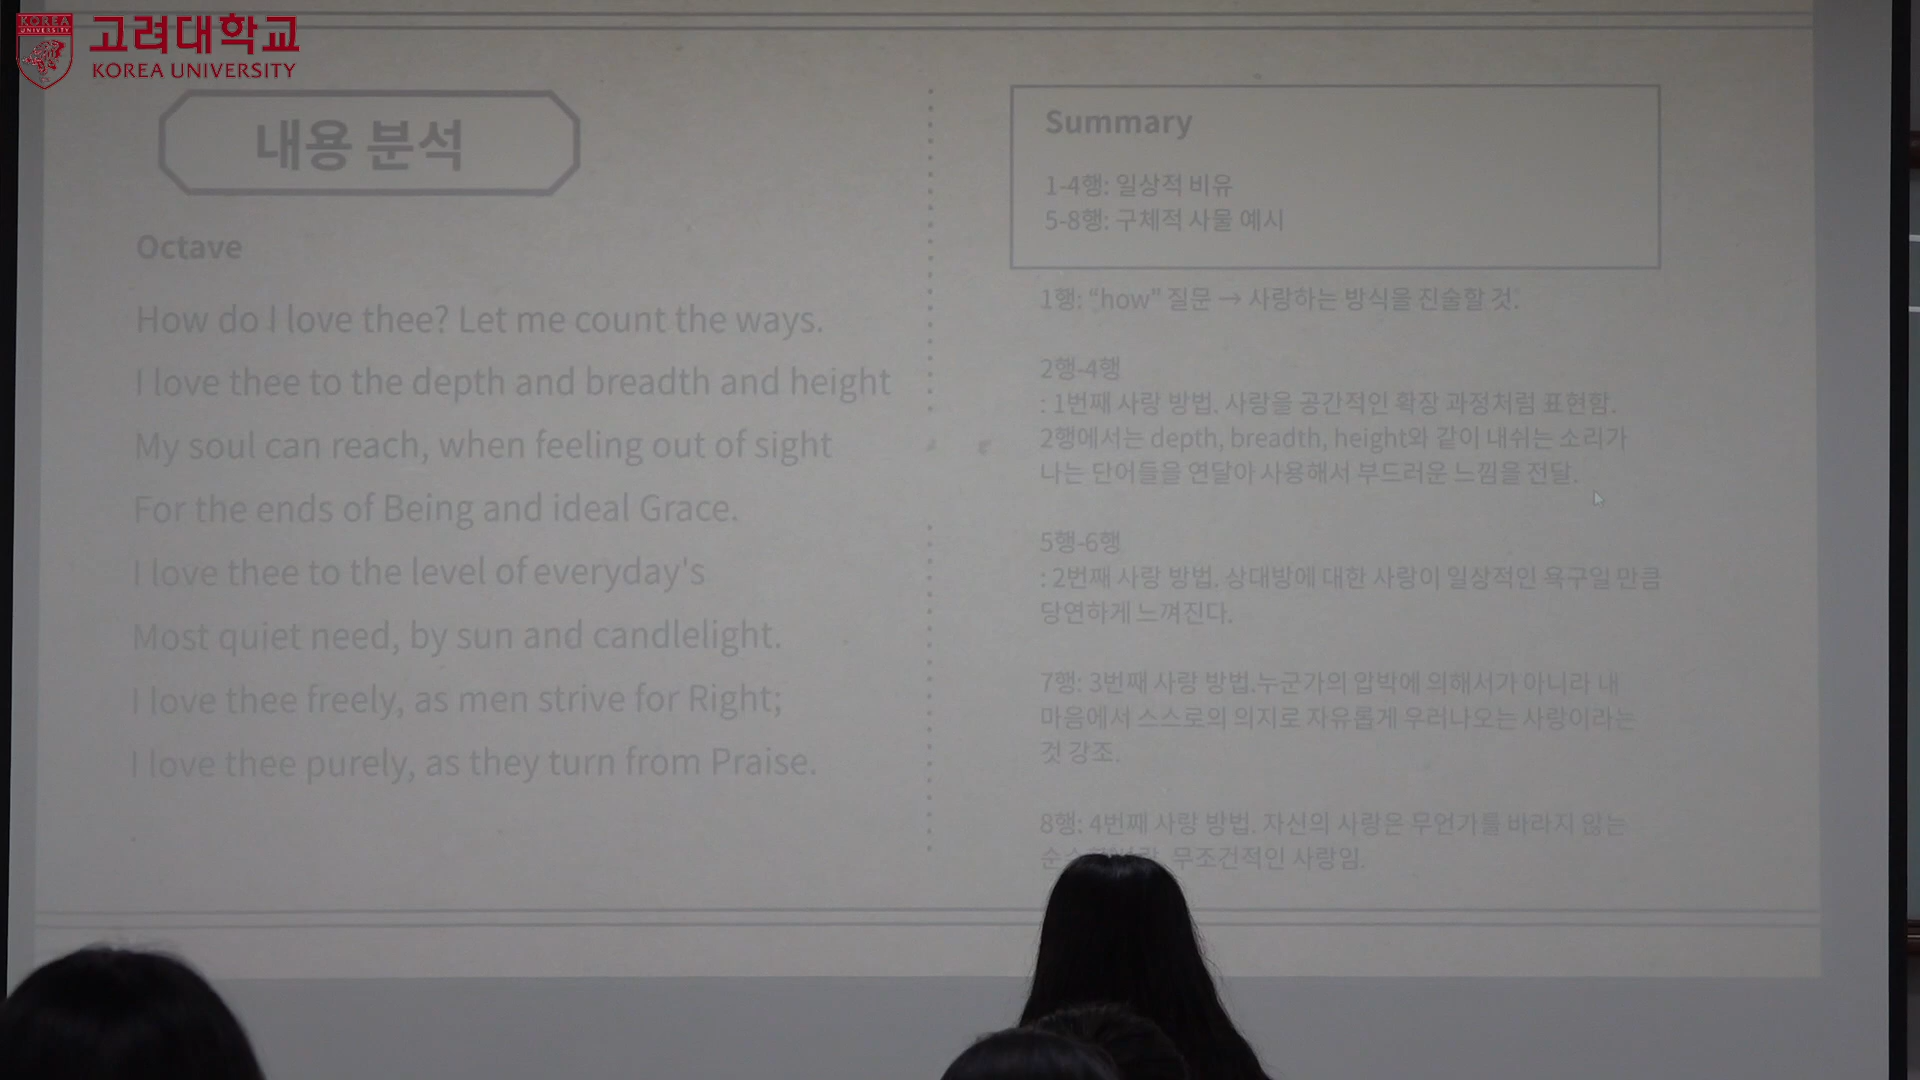 KOREA
UNIVERSITY
고려대학교
KOREA UNIVERSITY
내용 분석
Octave
How do I love thee? Let me count the ways.
I love thee to the depth and breadth and height
My soul can reach, when feeling out of sight
For the ends of Being and ideal Grace.
I love thee to the level of everyday's
Most quiet need, by sun and candlelight.
I love thee freely, as men strive for Right;
I love thee purely, as they turn from Praise.
Summary
1-4행: 일상적 비유
5-8행: 구체적 사물 예시
1행: “how” 질문 → 사랑하는 방식을 진술할 것.
2행-4행
: 1번째 사랑 방법. 사랑을 공간적인 확장 과정처럼 표현함.
2행에서는 depth, breadth, height와 같이 내쉬는 소리가
나는 단어들을 연달아 사용해서 부드러운 느낌을 전달.
5행-6행
: 2번째 사랑 방법. 상대방에 대한 사랑이 일상적인 욕구일 만큼
당연하게 느껴진다.
7행: 3번째 사랑 방법.누군가의 압박에 의해서가 아니라 내
마음에서 스스로의 의지로 자유롭게 우러나오는 사랑이라는
것 강조.
8행: 4번째 사랑 방법. 자신의 사랑은 무언가를 바라지 않는
무조건적인 사랑임.